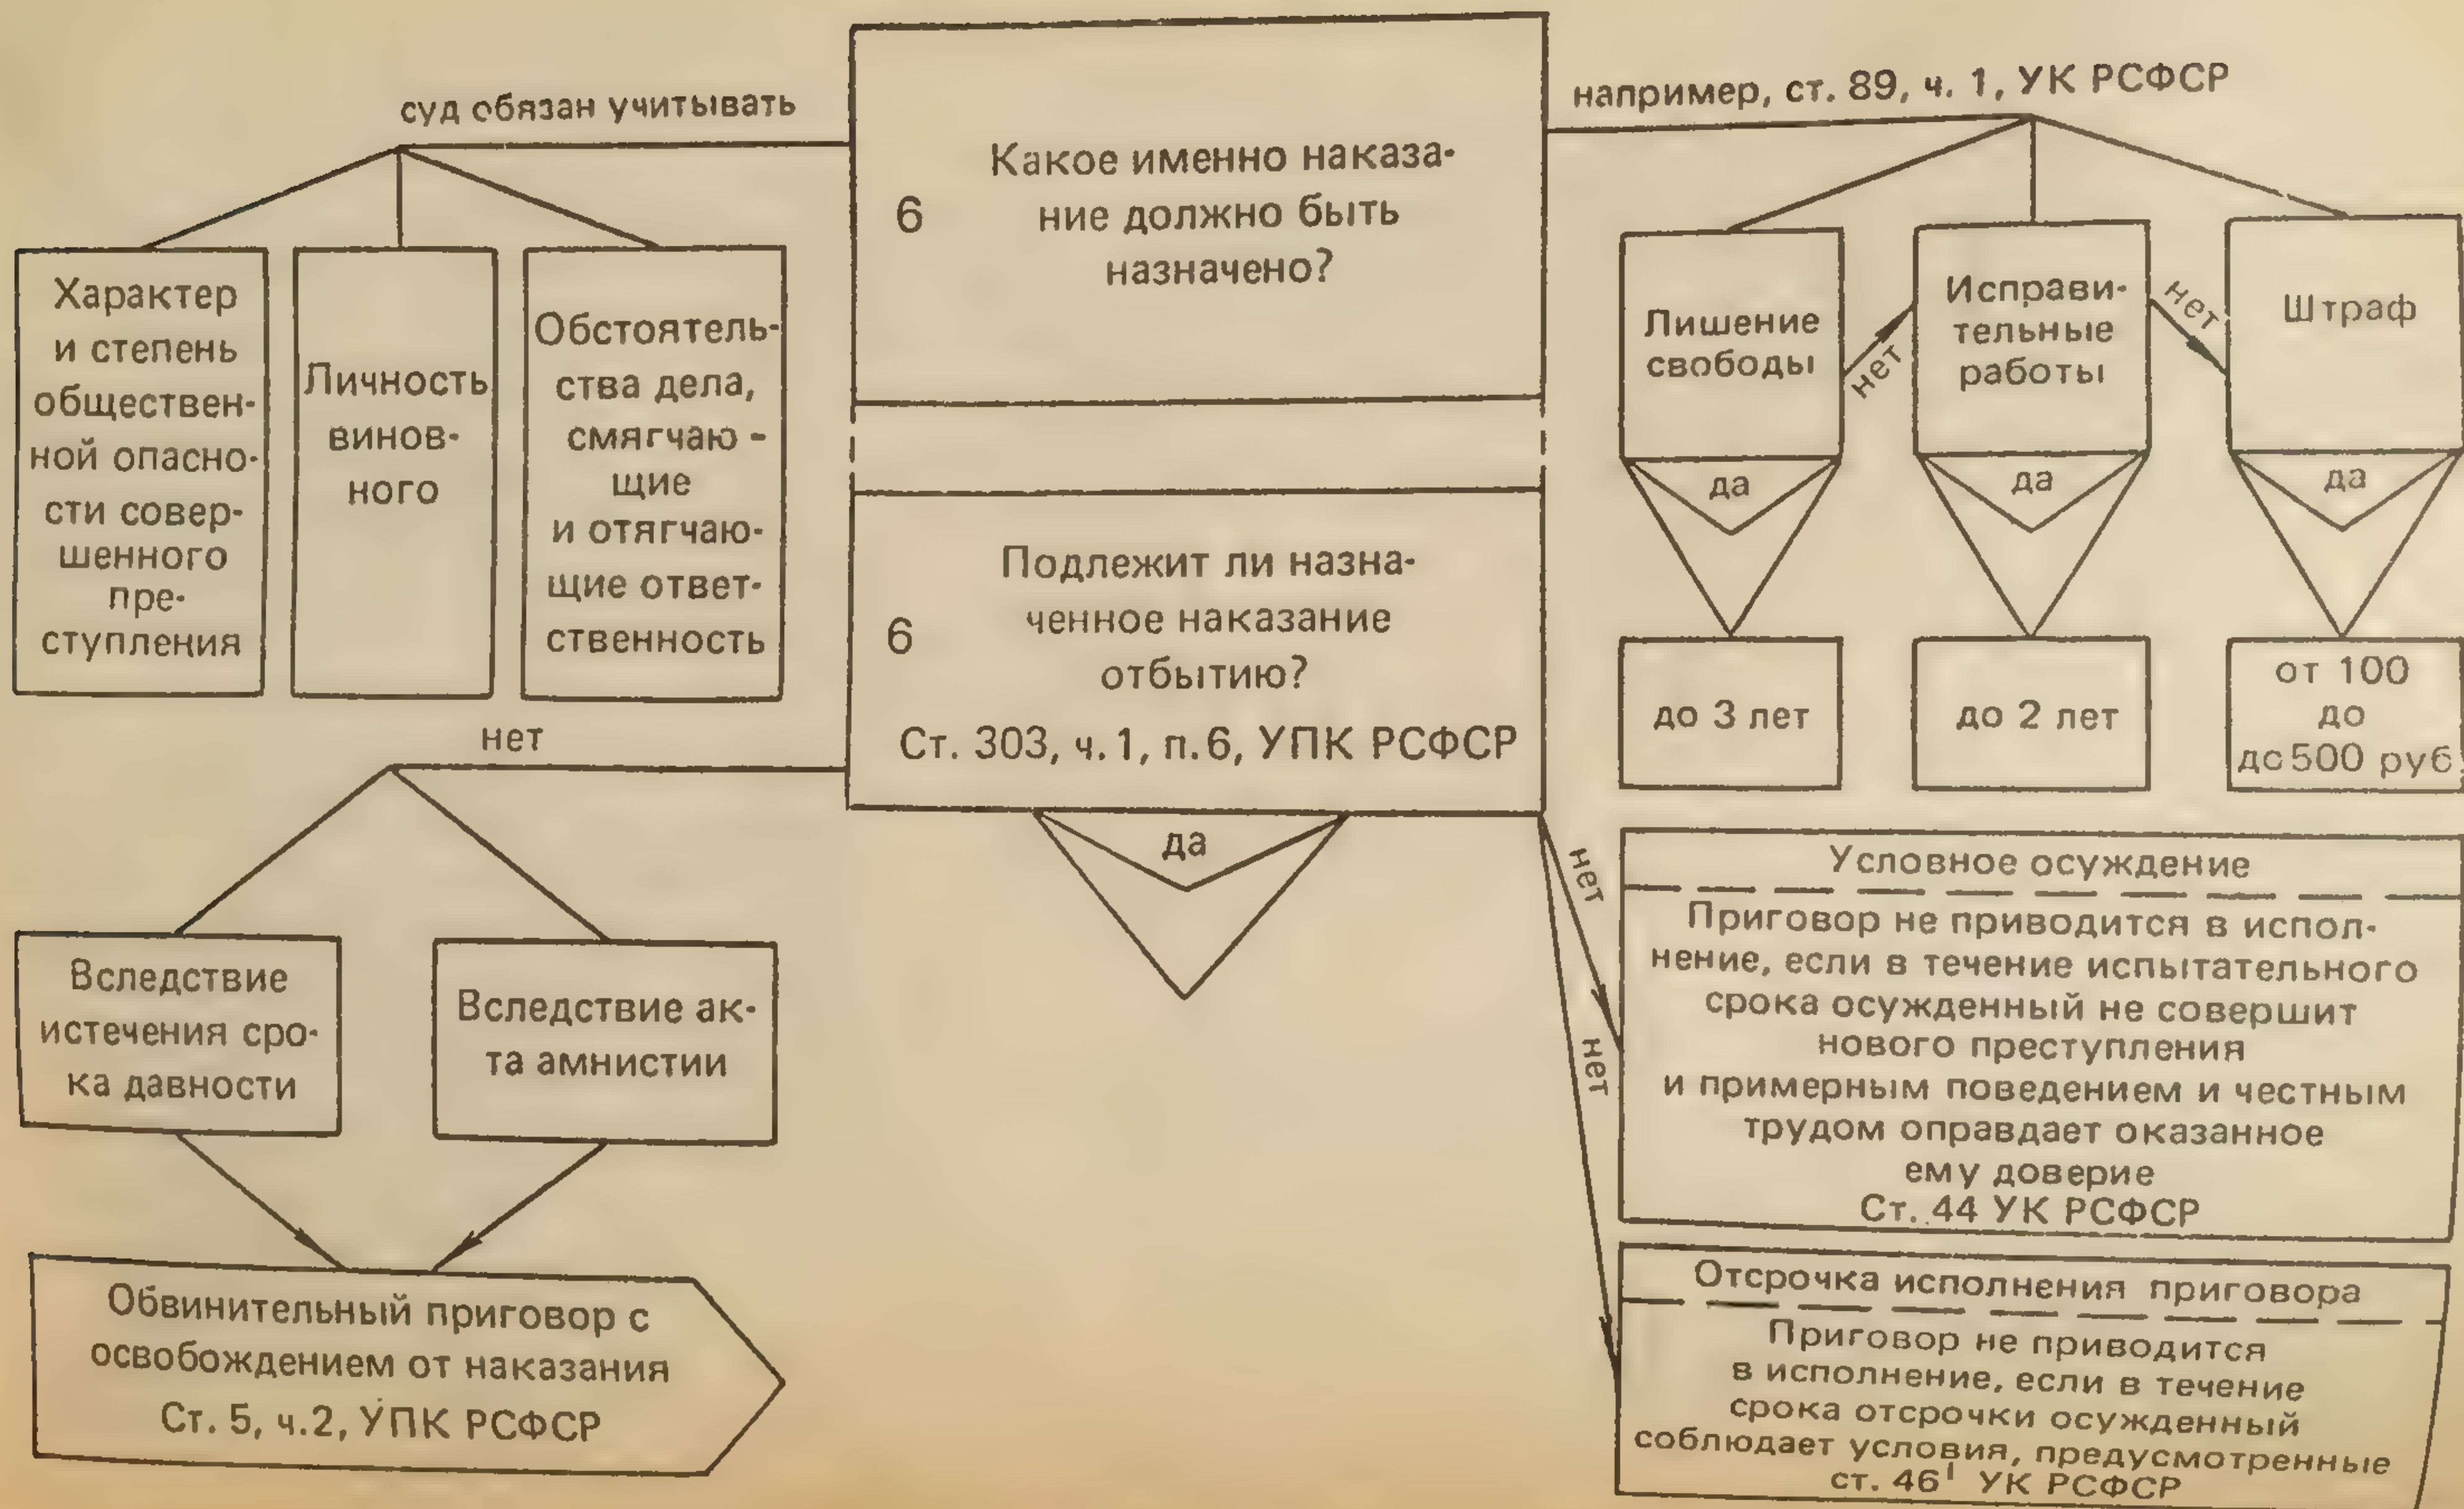 суд обязан учитывать
Характер
и степень
обществен-
ной опасно-
сти совер-
шенного
пре-
ступления
Личность
винов-
ного
Обстоятель-
ства дела,
смягчаю-
щие
и отягчаю-
щие ответ-
ственность
6
Какое именно наказа-
ние должно быть
назначено?
например, ст. 89, ч. 1, УК РСФСР
Лишение
свободы
нет
Исправи-
тельные
работы
нет
Штраф
да
да
да
до 3 лет
до 2 лет
от 100
до
до 500 руб.
6
Подлежит ли назна-
ченное наказание
отбытию?
Ст. 303, ч. 1, п. 6, УПК РСФСР
нет
да
нет
нет
Вследствие
истечения сро-
ка давности
Вследствие ак-
та амнистии
Обвинительный приговор с
освобождением от наказания
Ст. 5, ч.2, УПК РСФСР
Условное осуждение
Приговор не приводится в испол-
нение, если в течение испытательного
срока осужденный не совершит
нового преступления
и примерным поведением и честным
трудом оправдает оказанное
ему доверие
Ст. 44 УК РСФСР
Отсрочка исполнения приговора
Приговор не приводится
в исполнение, если в течение
срока отсрочки осужденный
соблюдает условия, предусмотренные
ст. 46¹ УК РСФСР